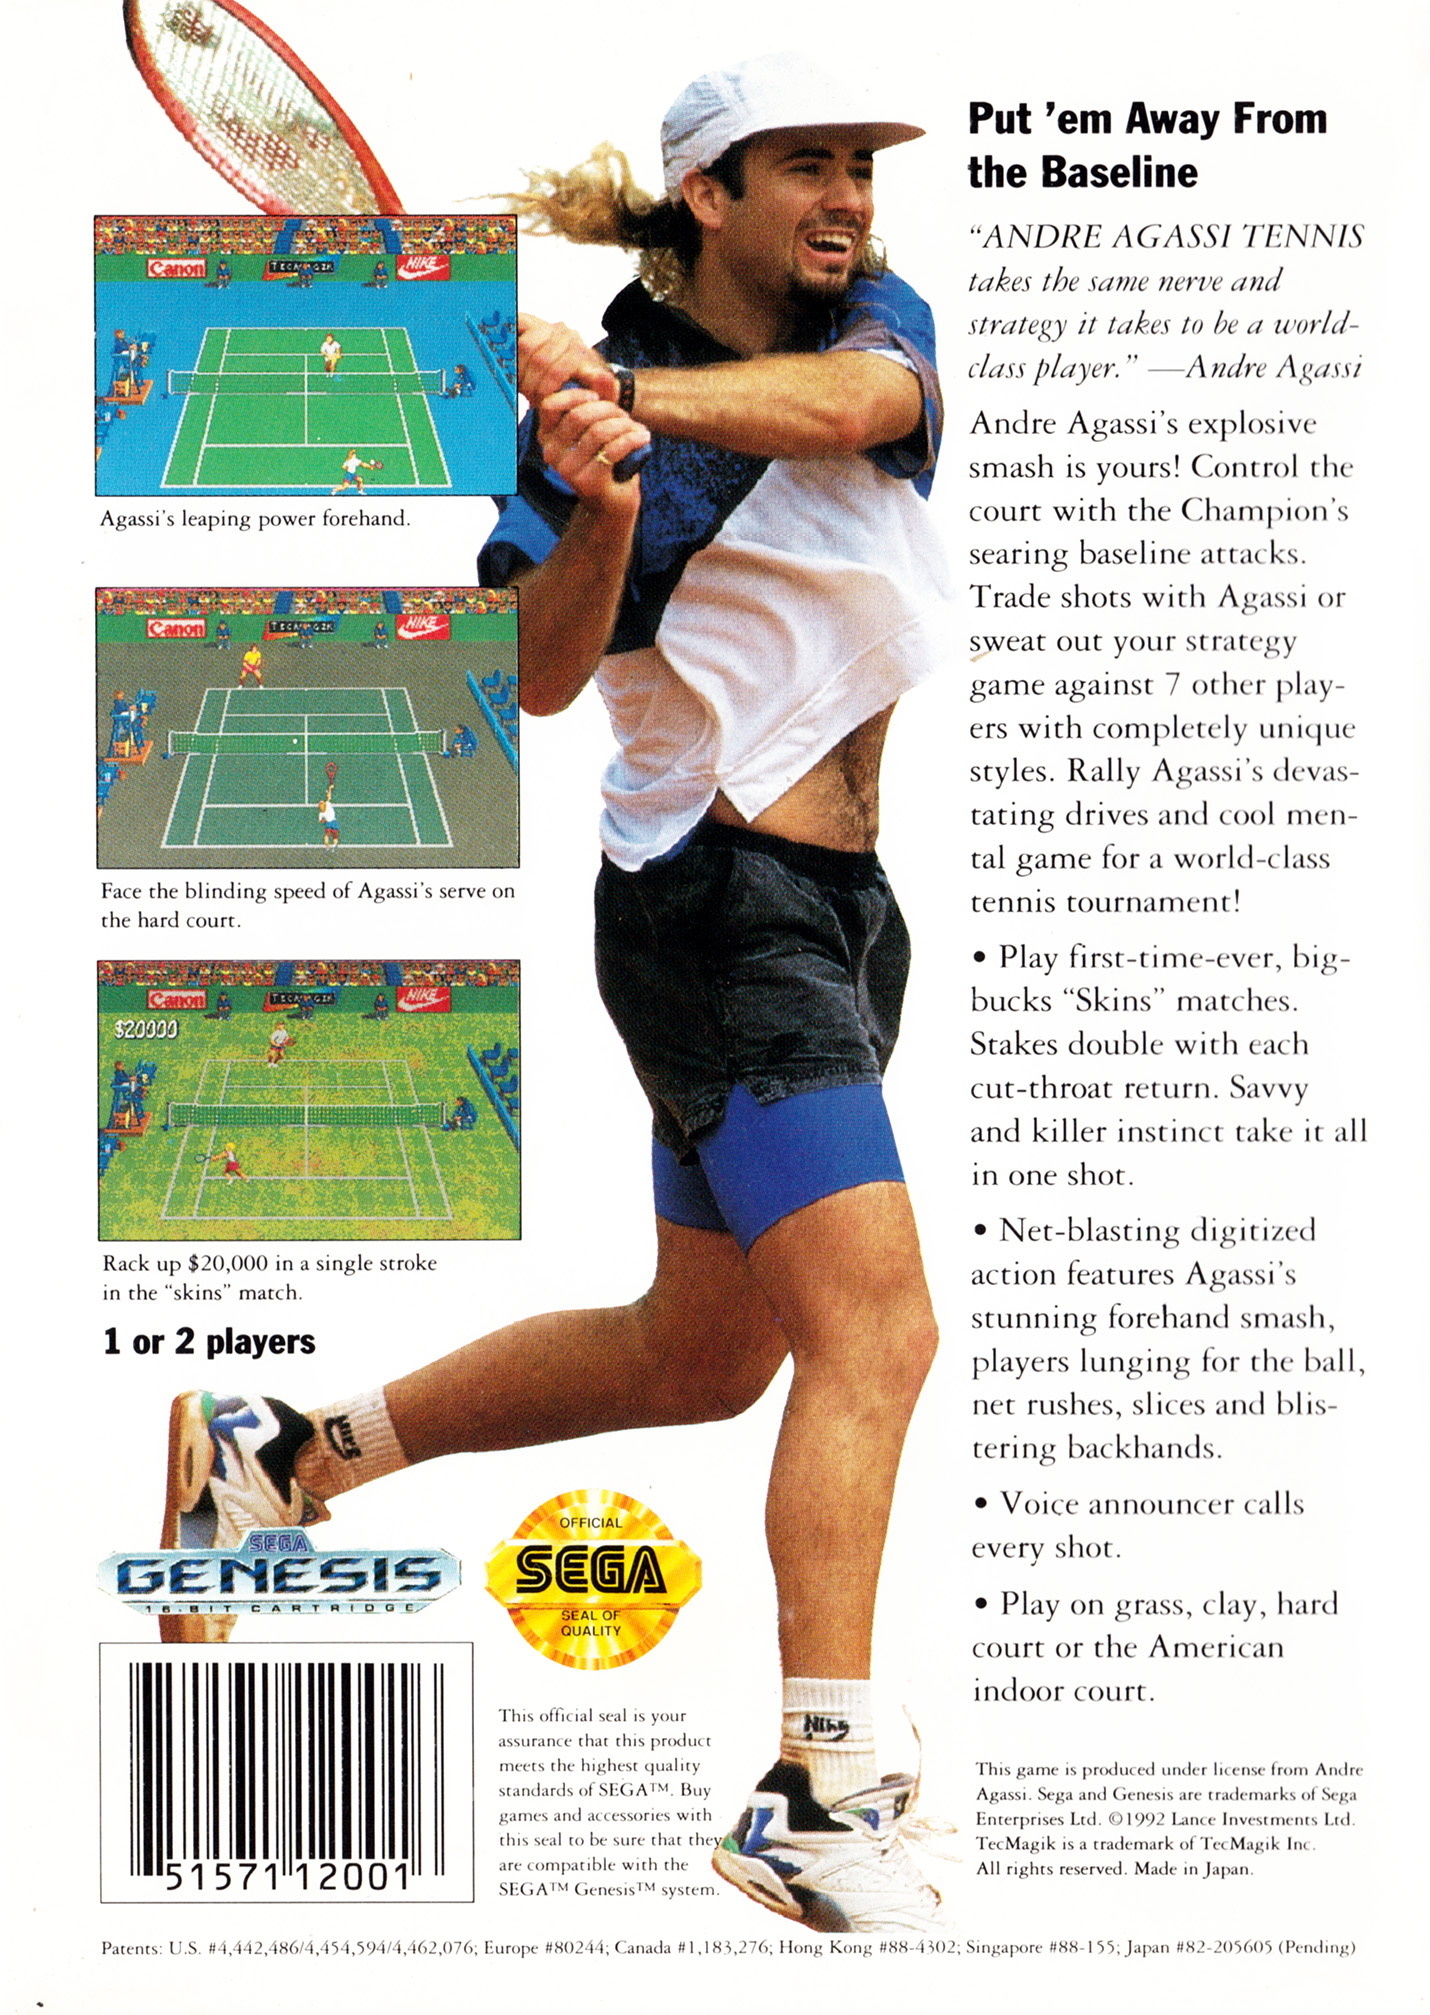 Put 'em Away From
the Baseline
“ANDRE AGASSI TENNIS
takes the same nerve and
strategy it takes to be a world-
class player.” —Andre Agassi
Andre Agassi's explosive
smash is yours! Control the
court with the Champion's
searing baseline attacks.
Trade shots with Agassi or
sweat out your strategy
game against 7 other play-
ers with completely unique
styles. Rally Agassi's devas-
tating drives and cool men-
tal game for a world-class
tennis tournament!
• Play first-time-ever, big-
bucks “Skins” matches.
Stakes double with each
cut-throat return. Savvy
and killer instinct take it all
in one shot.
• Net-blasting digitized
action features Agassi's
stunning forehand smash,
players lunging for the ball,
net rushes, slices and blis-
tering backhands.
• Voice announcer calls
every shot.
• Play on grass, clay, hard
court or the American
indoor court.
This game is produced under license from Andre
Agassi. Sega and Genesis are trademarks of Sega
Enterprises Ltd. ©1992 Lance Investments Ltd.
TecMagik is a trademark of TecMagik Inc.
All rights reserved. Made in Japan.
Canon TECMAGIK NIKE
Agassi's leaping power forehand.
Canon TECMAGIK NIKE
Face the blinding speed of Agassi's serve on
the hard court.
Canon TECMAGIK NIKE
$20000
Rack up $20,000 in a single stroke
in the “skins” match.
1 or 2 players
NIKE
SEGA
GENESIS
16-BIT CARTRIDGE
OFFICIAL
SEGA
SEAL OF
QUALITY
This official seal is your
assurance that this product
meets the highest quality
standards of SEGA™. Buy
games and accessories with
this seal to be sure that they
are compatible with the
SEGA™ Genesis™ system.
NIKE
51571 12001
Patents: U.S. #4,442,486/4,454,594/4,462,076; Europe #80244; Canada #1,183,276; Hong Kong #88-4302; Singapore #88-155; Japan #82-205605 (Pending)